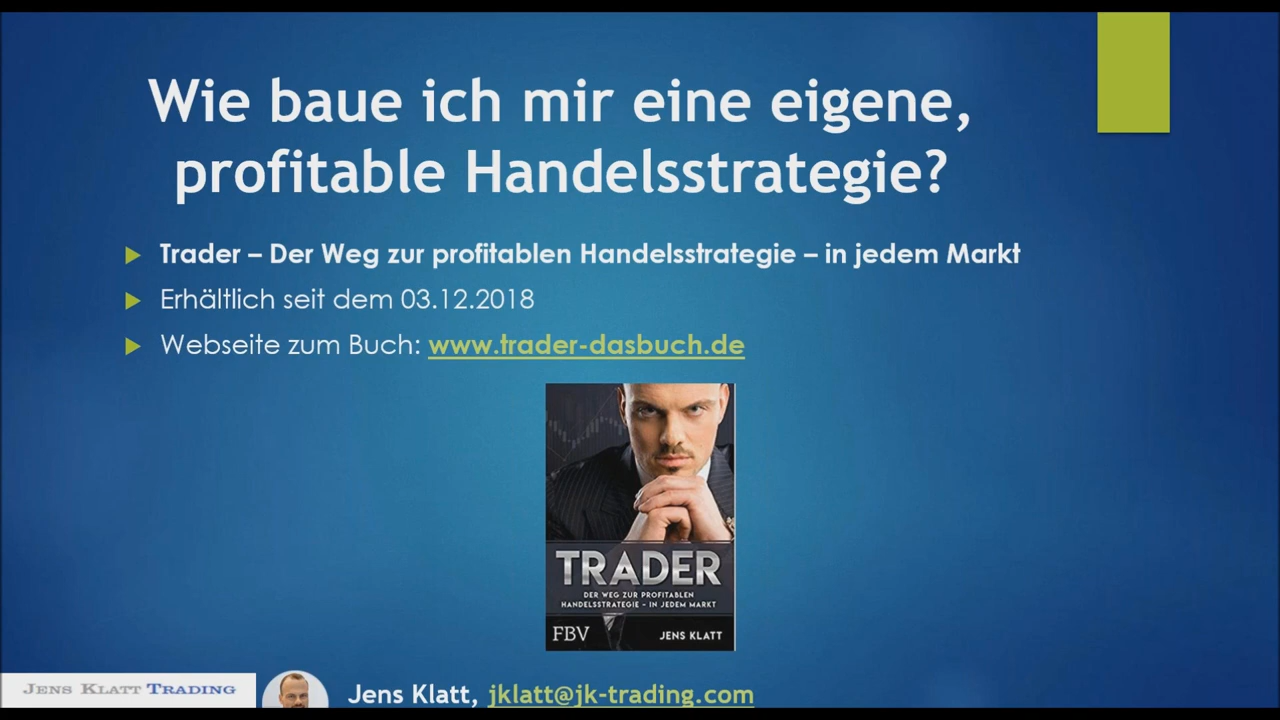 Wie baue ich mir eine eigene,
profitable Handelsstrategie?
Trader – Der Weg zur profitablen Handelsstrategie – in jedem Markt
Erhältlich seit dem 03.12.2018
Webseite zum Buch: www.trader-dasbuch.de
TRADER
DER WEG ZUR PROFITABLEN
HANDELSSTRATEGIE – IN JEDEM MARKT
FBV
JENS KLATT
JENS KLATT TRADING
Jens Klatt, jklatt@jk-trading.com